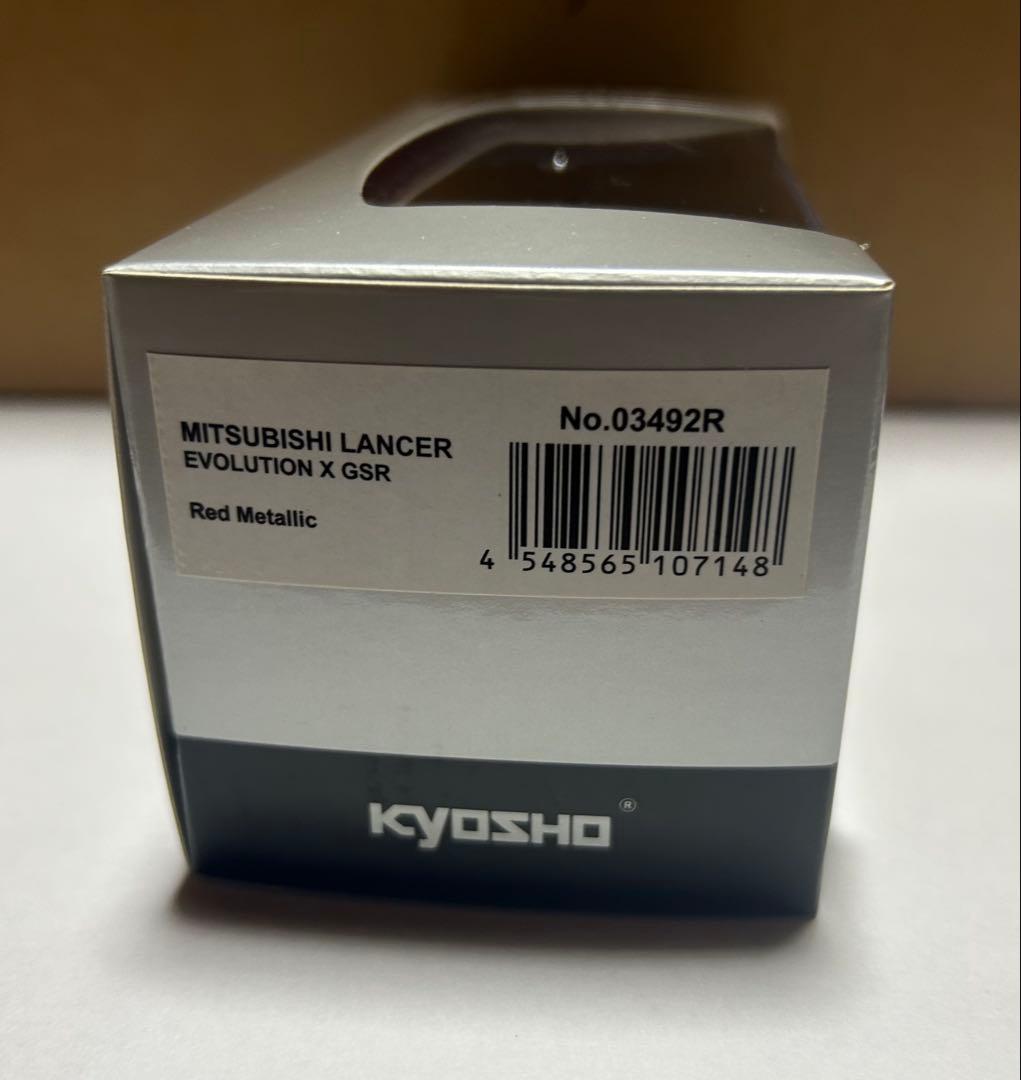 MITSUBISHI LANCER
EVOLUTION X GSR
Red Metallic
No.03492R
4 548565 107148
KYOSHO ®